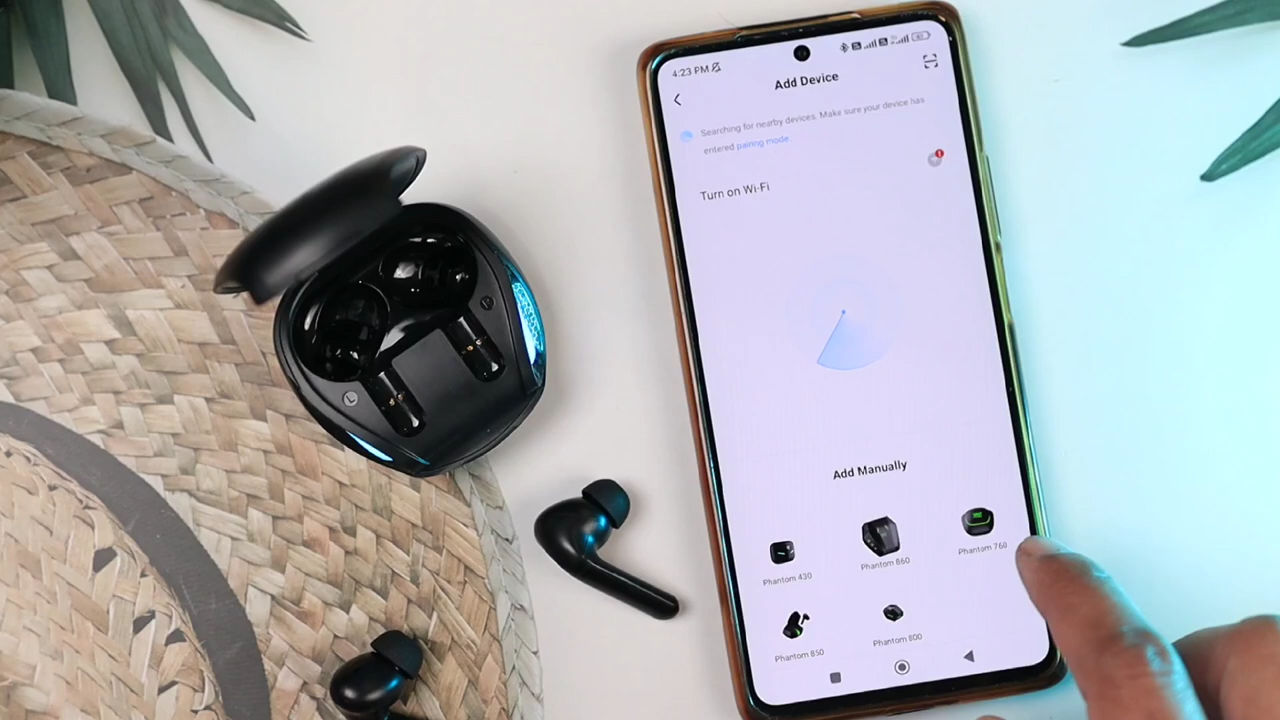 4:23 PM
Add Device
Searching for nearby devices. Make sure your device has
entered pairing mode.
Turn on Wi-Fi
Add Manually
Phantom 430
Phantom 860
Phantom 760
Phantom 850
Phantom 800
L
R